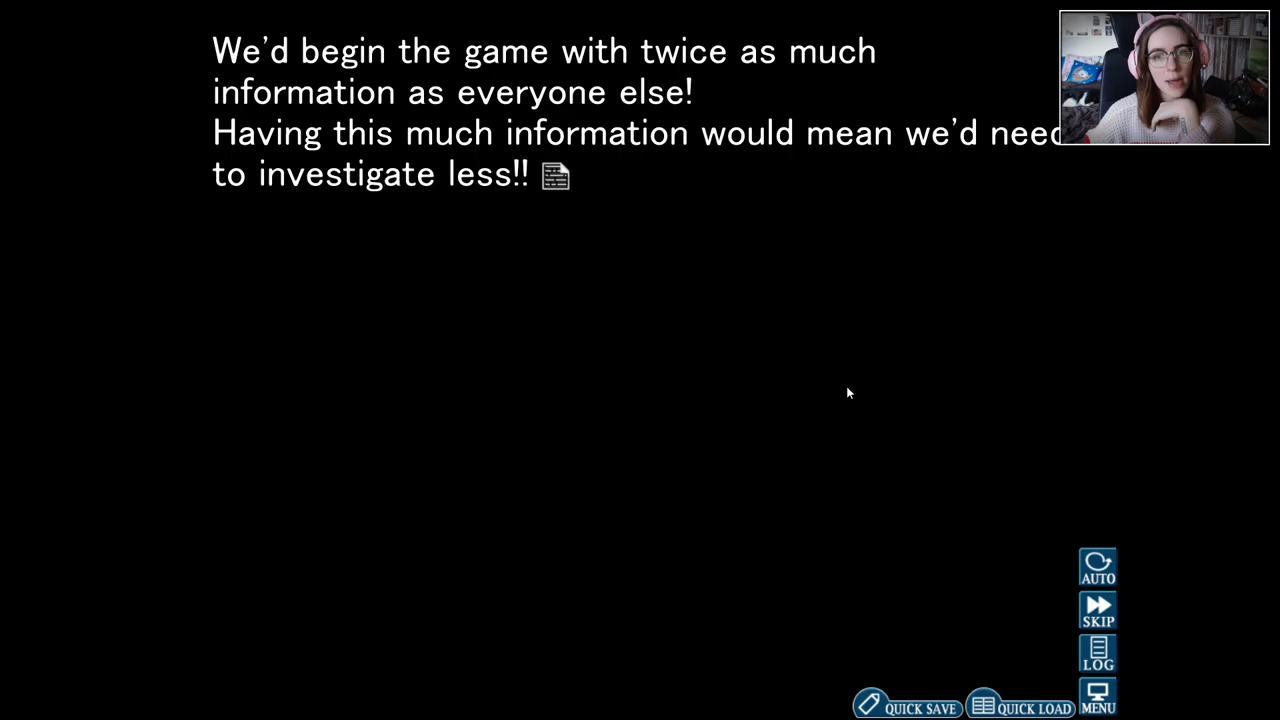 We'd begin the game with twice as much
information as everyone else!
Having this much information would mean we'd need
to investigate less!!
AUTO
SKIP
LOG
MENU
QUICK SAVE
QUICK LOAD